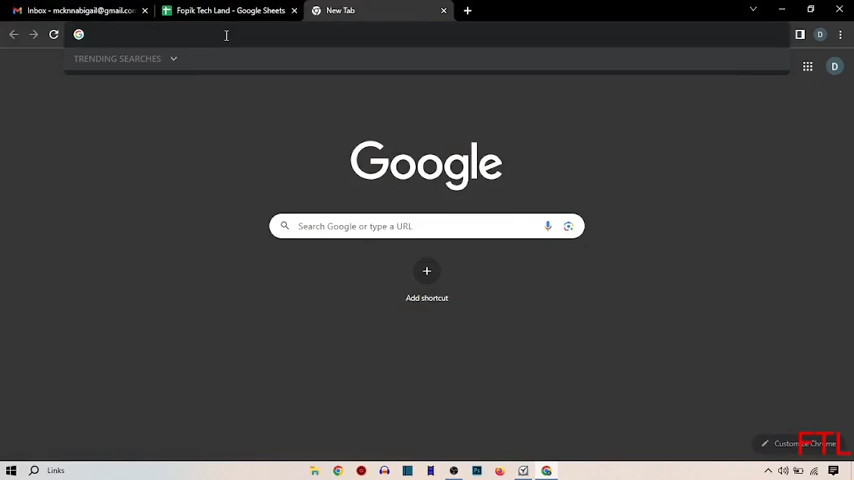 Inbox - mcknnabigail@gmail.con
Fopik Tech Land - Google Sheets
New Tab
D
TRENDING SEARCHES
D
Google
Search Google or type a URL
Add shortcut
Customize Chrome
FTL
Links